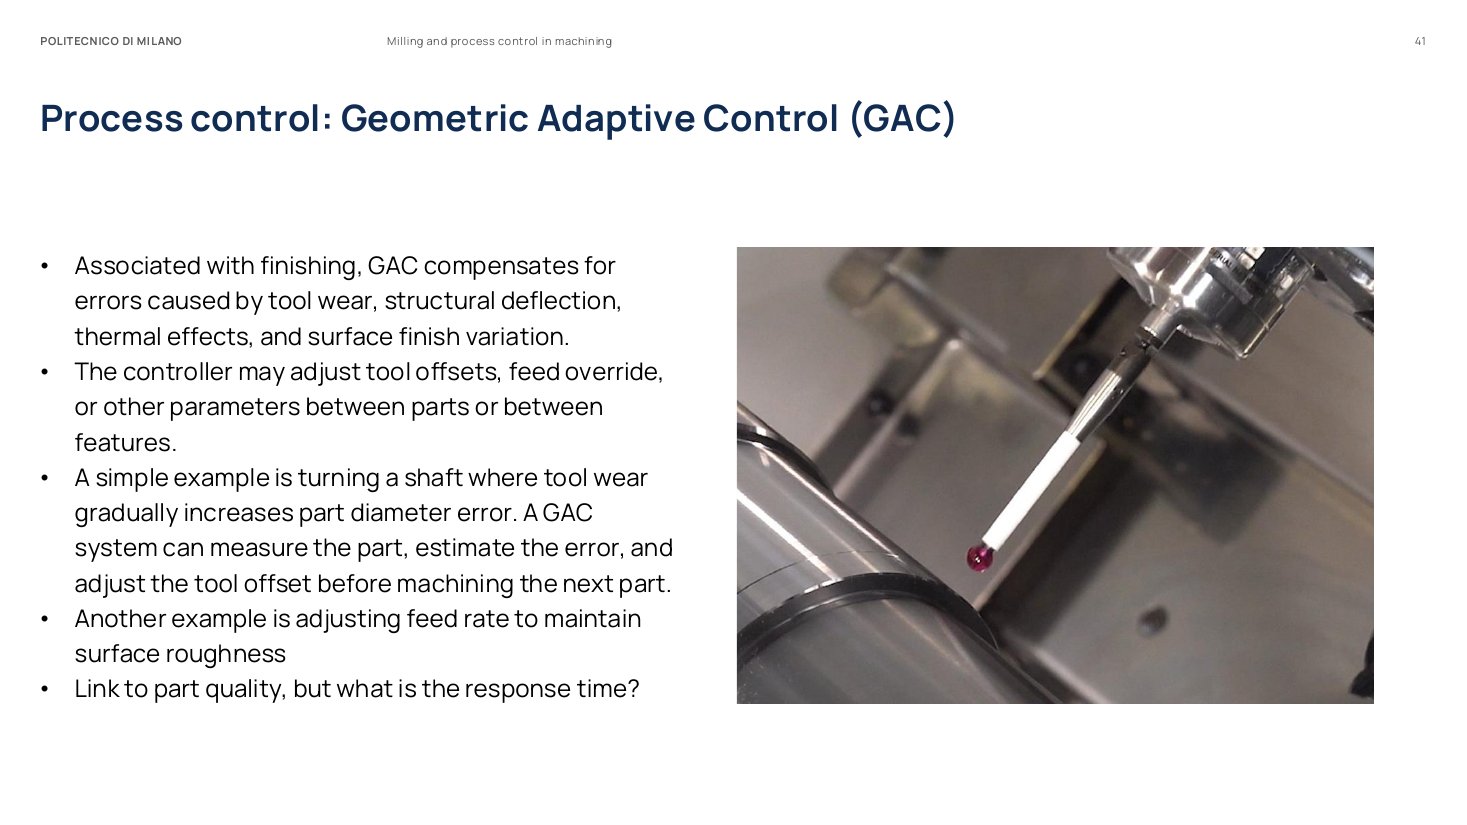 POLITECNICO DI MILANO
Milling and process control in machining
41
Process control: Geometric Adaptive Control (GAC)
• Associated with finishing, GAC compensates for
errors caused by tool wear, structural deflection,
thermal effects, and surface finish variation.
• The controller may adjust tool offsets, feed override,
or other parameters between parts or between
features.
• A simple example is turning a shaft where tool wear
gradually increases part diameter error. A GAC
system can measure the part, estimate the error, and
adjust the tool offset before machining the next part.
• Another example is adjusting feed rate to maintain
surface roughness
• Link to part quality, but what is the response time?